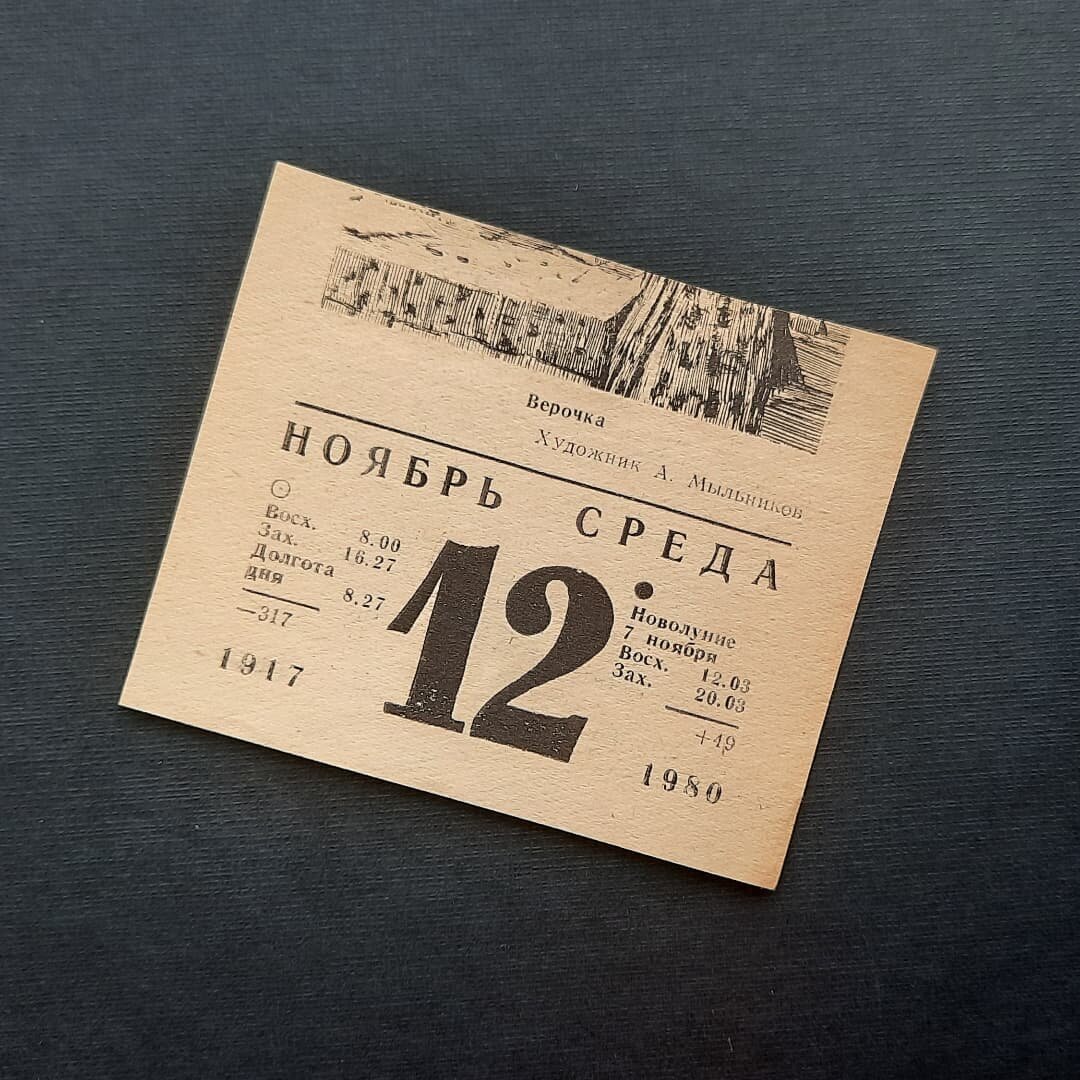 Верочка
Художник А. Мыльников
НОЯБРЬ СРЕДА
Восх. 8.00
Зах. 16.27
Долгота
дня 8.27
−317
1917
12
Новолуние
7 ноября
Восх. 12.03
Зах. 20.03
+49
1980